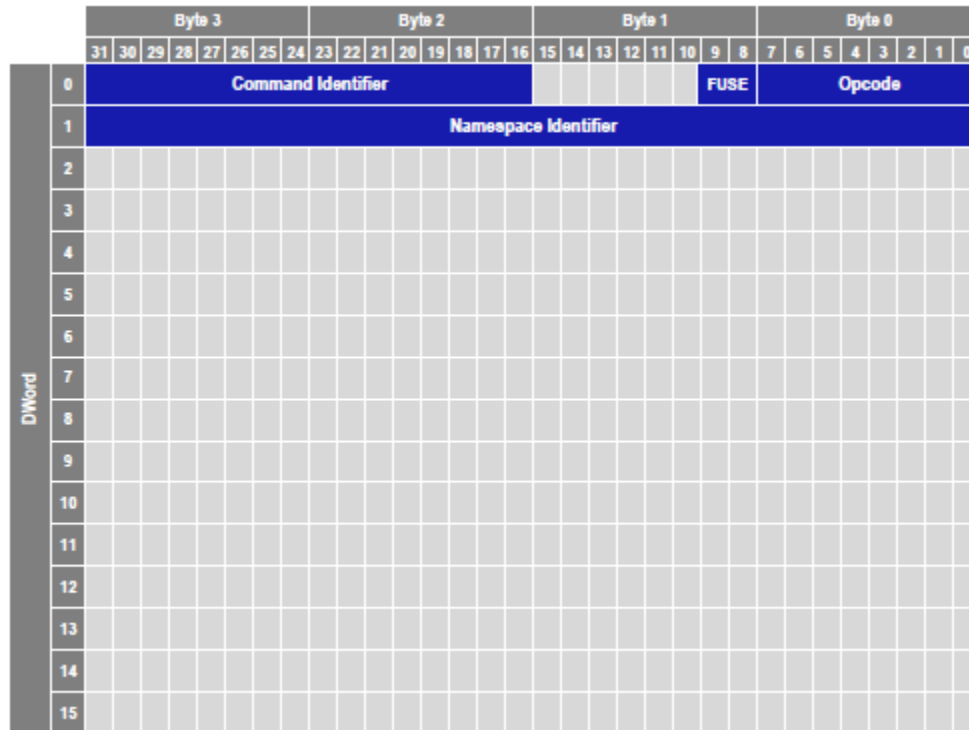 Byte 3 Byte 2 Byte 1 Byte 0
31 30 29 28 27 26 25 24 23 22 21 20 19 18 17 16 15 14 13 12 11 10 9 8 7 6 5 4 3 2 1 0
0 Command Identifier FUSE Opcode
1 Namespace Identifier
2
3
4
5
6
7
DWord
8
9
10
11
12
13
14
15